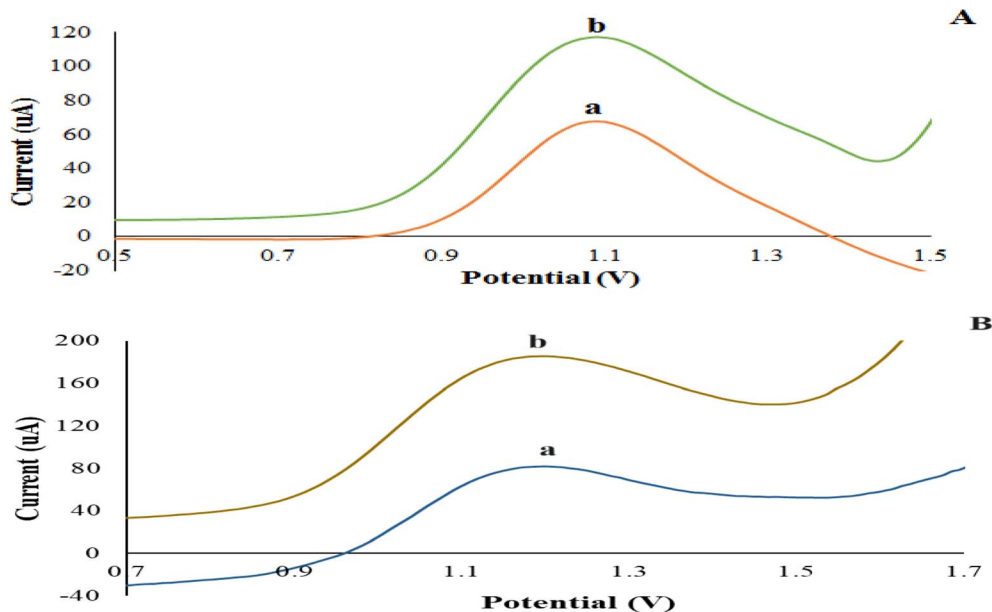 A
120
100
80
60
40
20
0
-20
Current (uA)
b
a
0.5 0.7 0.9 1.1 1.3 1.5
Potential (V)
B
200
160
120
80
40
0
-40
Current (uA)
b
a
0.7 0.9 1.1 1.3 1.5 1.7
Potential (V)